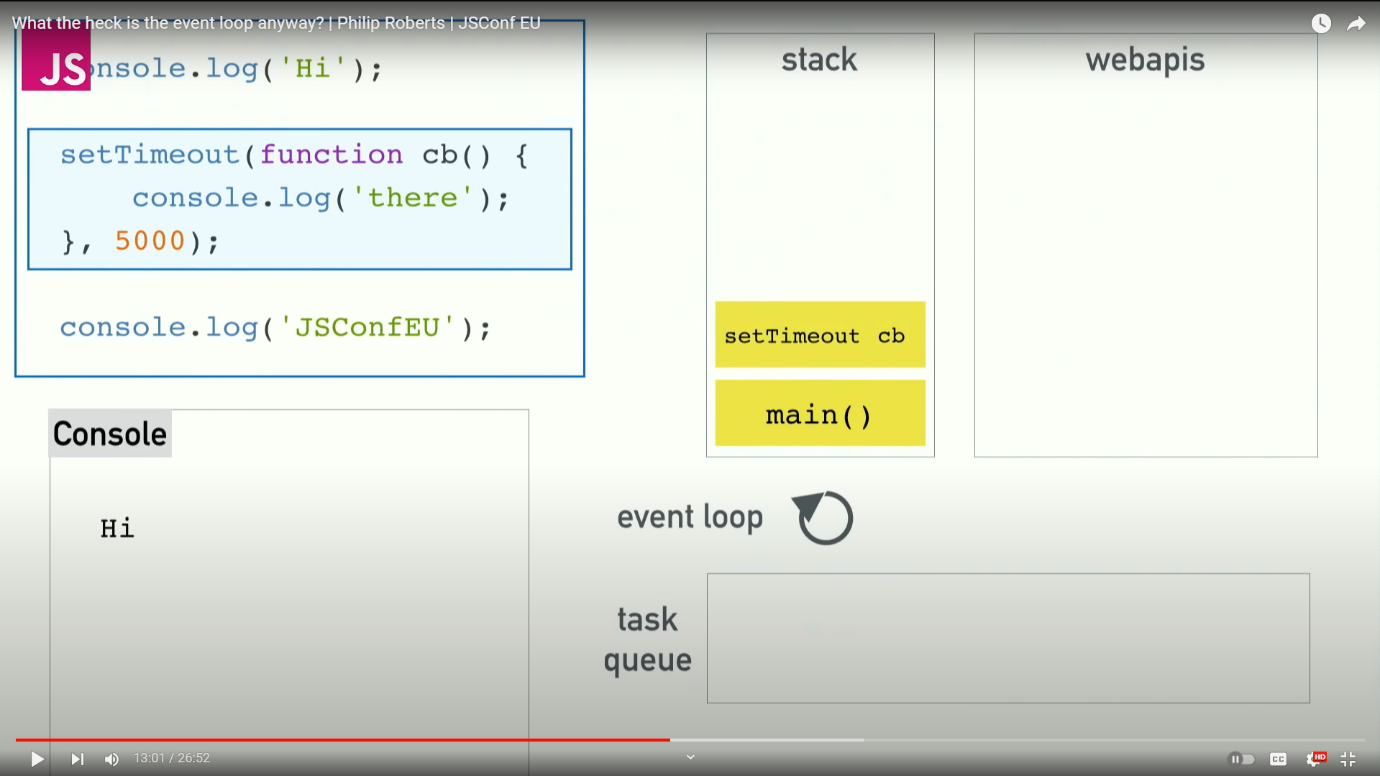 What the heck is the event loop anyway? | Philip Roberts | JSConf EU
JS
nsole.log('Hi');
setTimeout(function cb() {
console.log('there');
}, 5000);
console.log('JSConfEU');
Console
Hi
stack
setTimeout cb
main()
webapis
event loop
task
queue
13:01 / 26:52
CC
HD